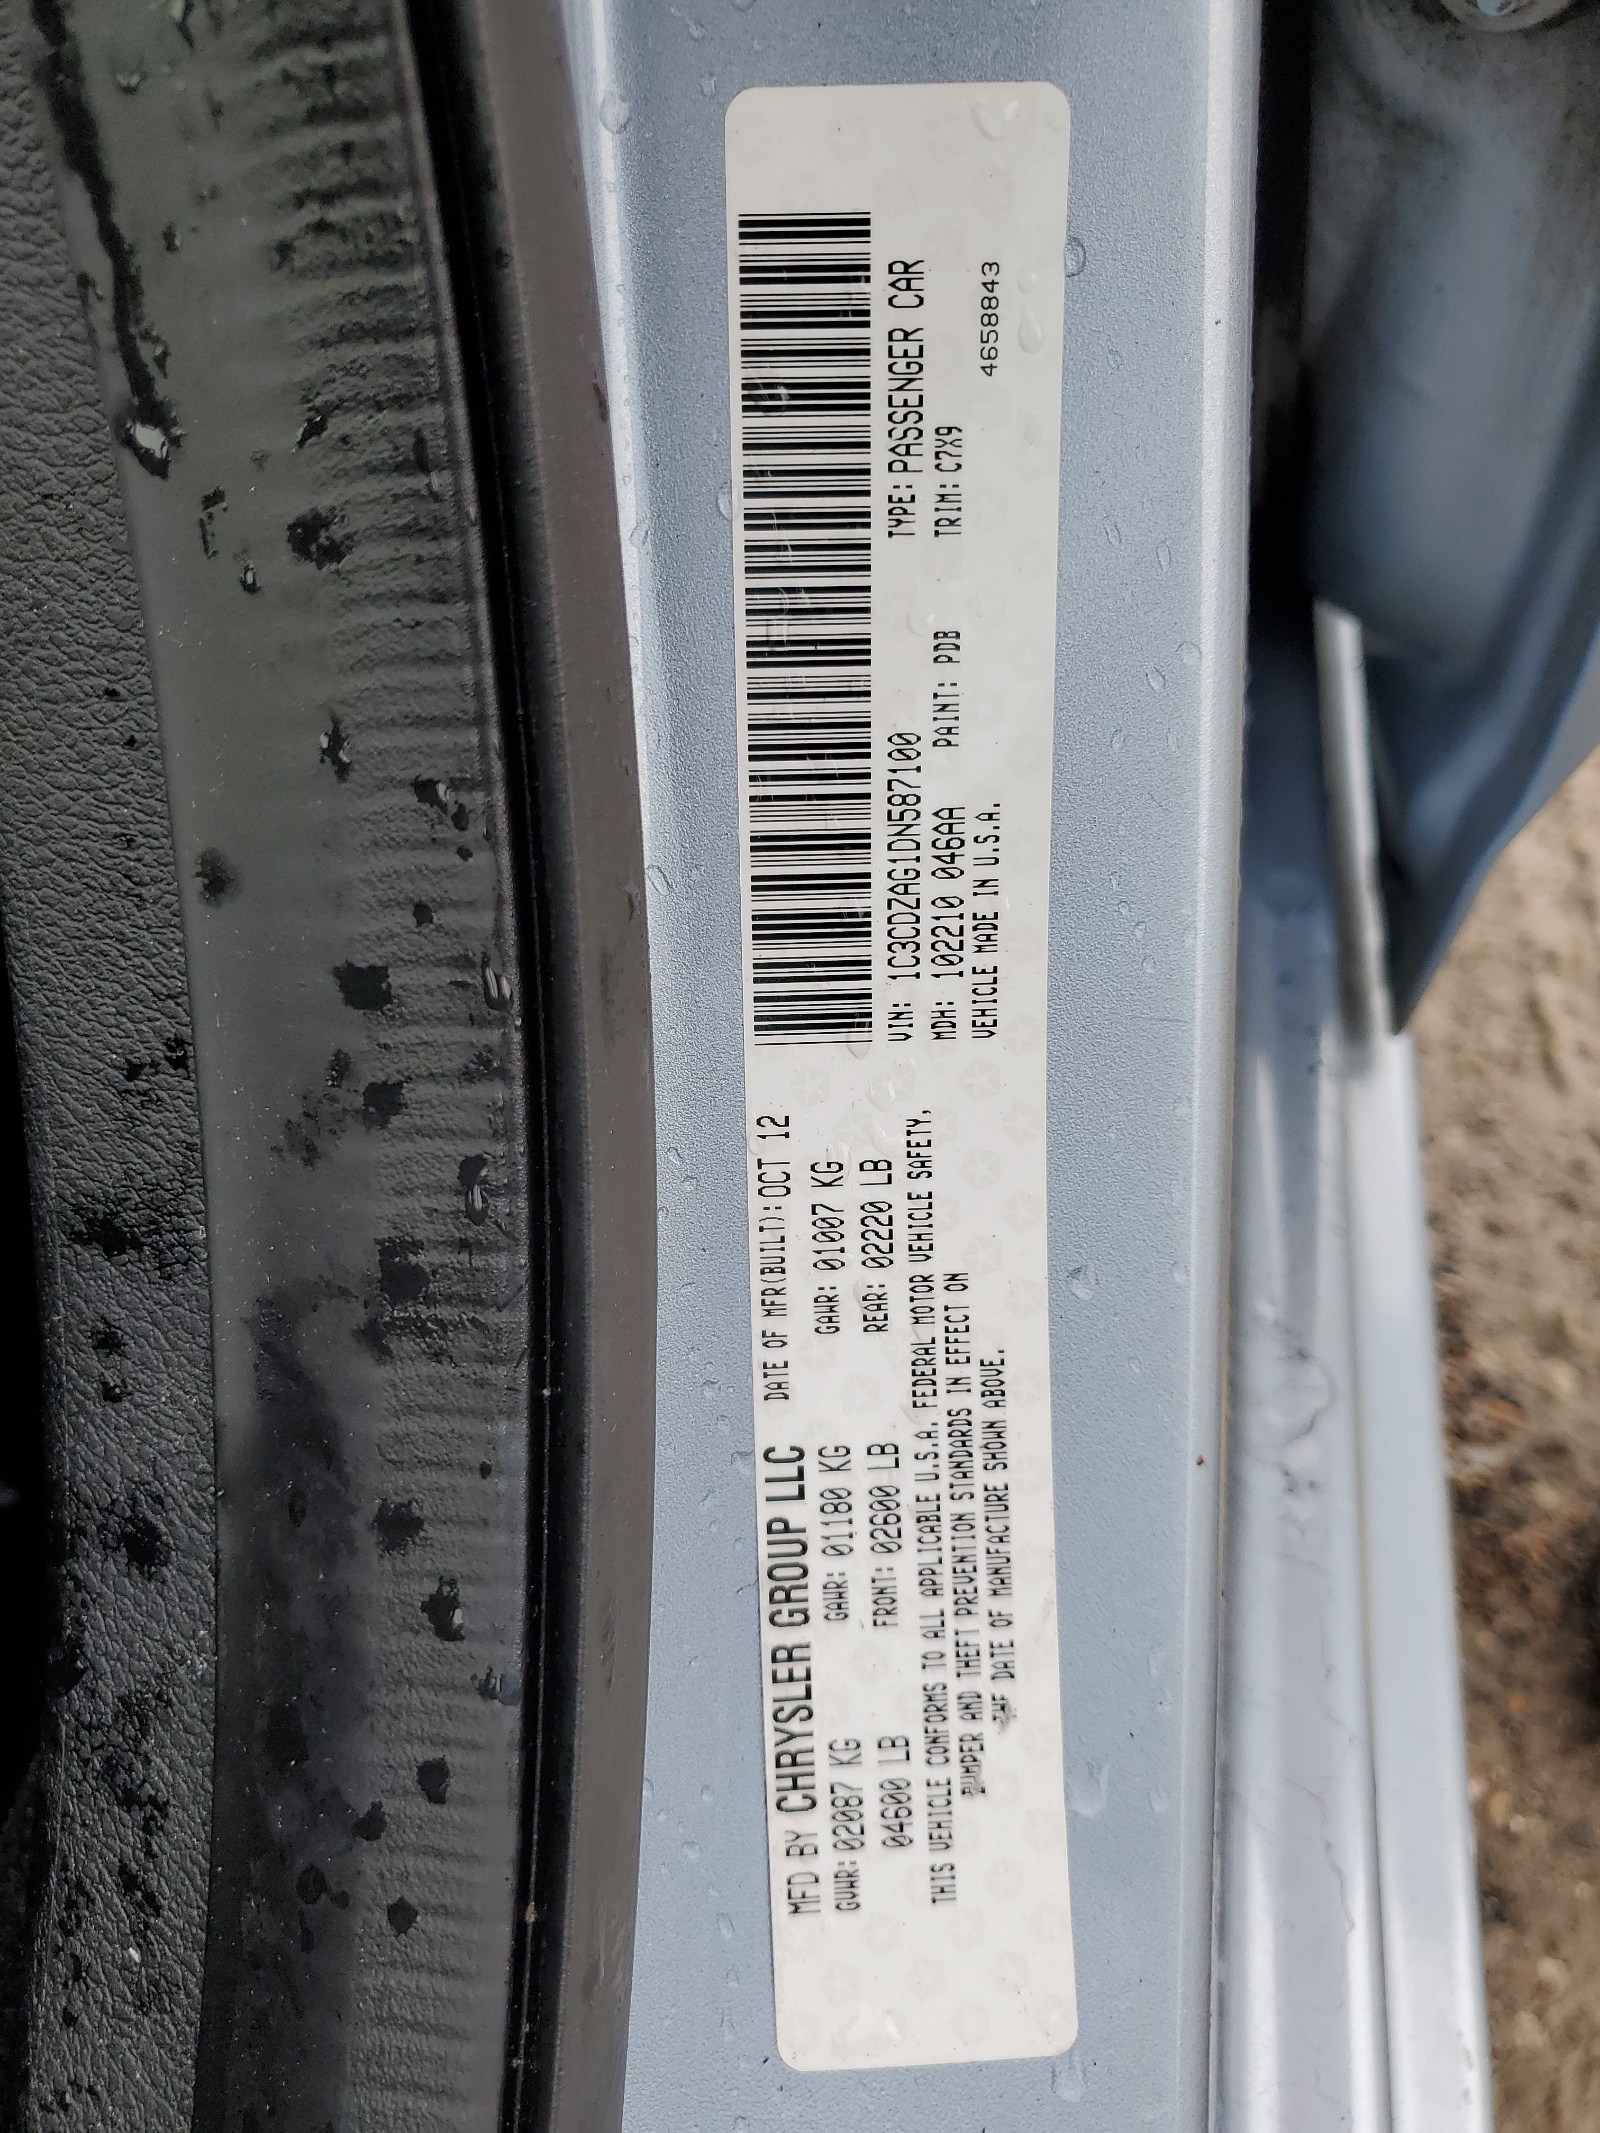 MFD BY CHRYSLER GROUP LLC DATE OF MFR(BUILT): OCT 12
GVWR: 02087 KG GAWR: 01180 KG GAWR: 01007 KG
04600 LB FRONT: 02600 LB REAR: 02220 LB
THIS VEHICLE CONFORMS TO ALL APPLICABLE U.S.A. FEDERAL MOTOR VEHICLE SAFETY,
BUMPER AND THEFT PREVENTION STANDARDS IN EFFECT ON
THE DATE OF MANUFACTURE SHOWN ABOVE.
VIN: 1C3CDZAG1DN587100 TYPE: PASSENGER CAR
MDH: 102210 046AA PAINT: PDB TRIM: C7X9
VEHICLE MADE IN U.S.A. 4658843